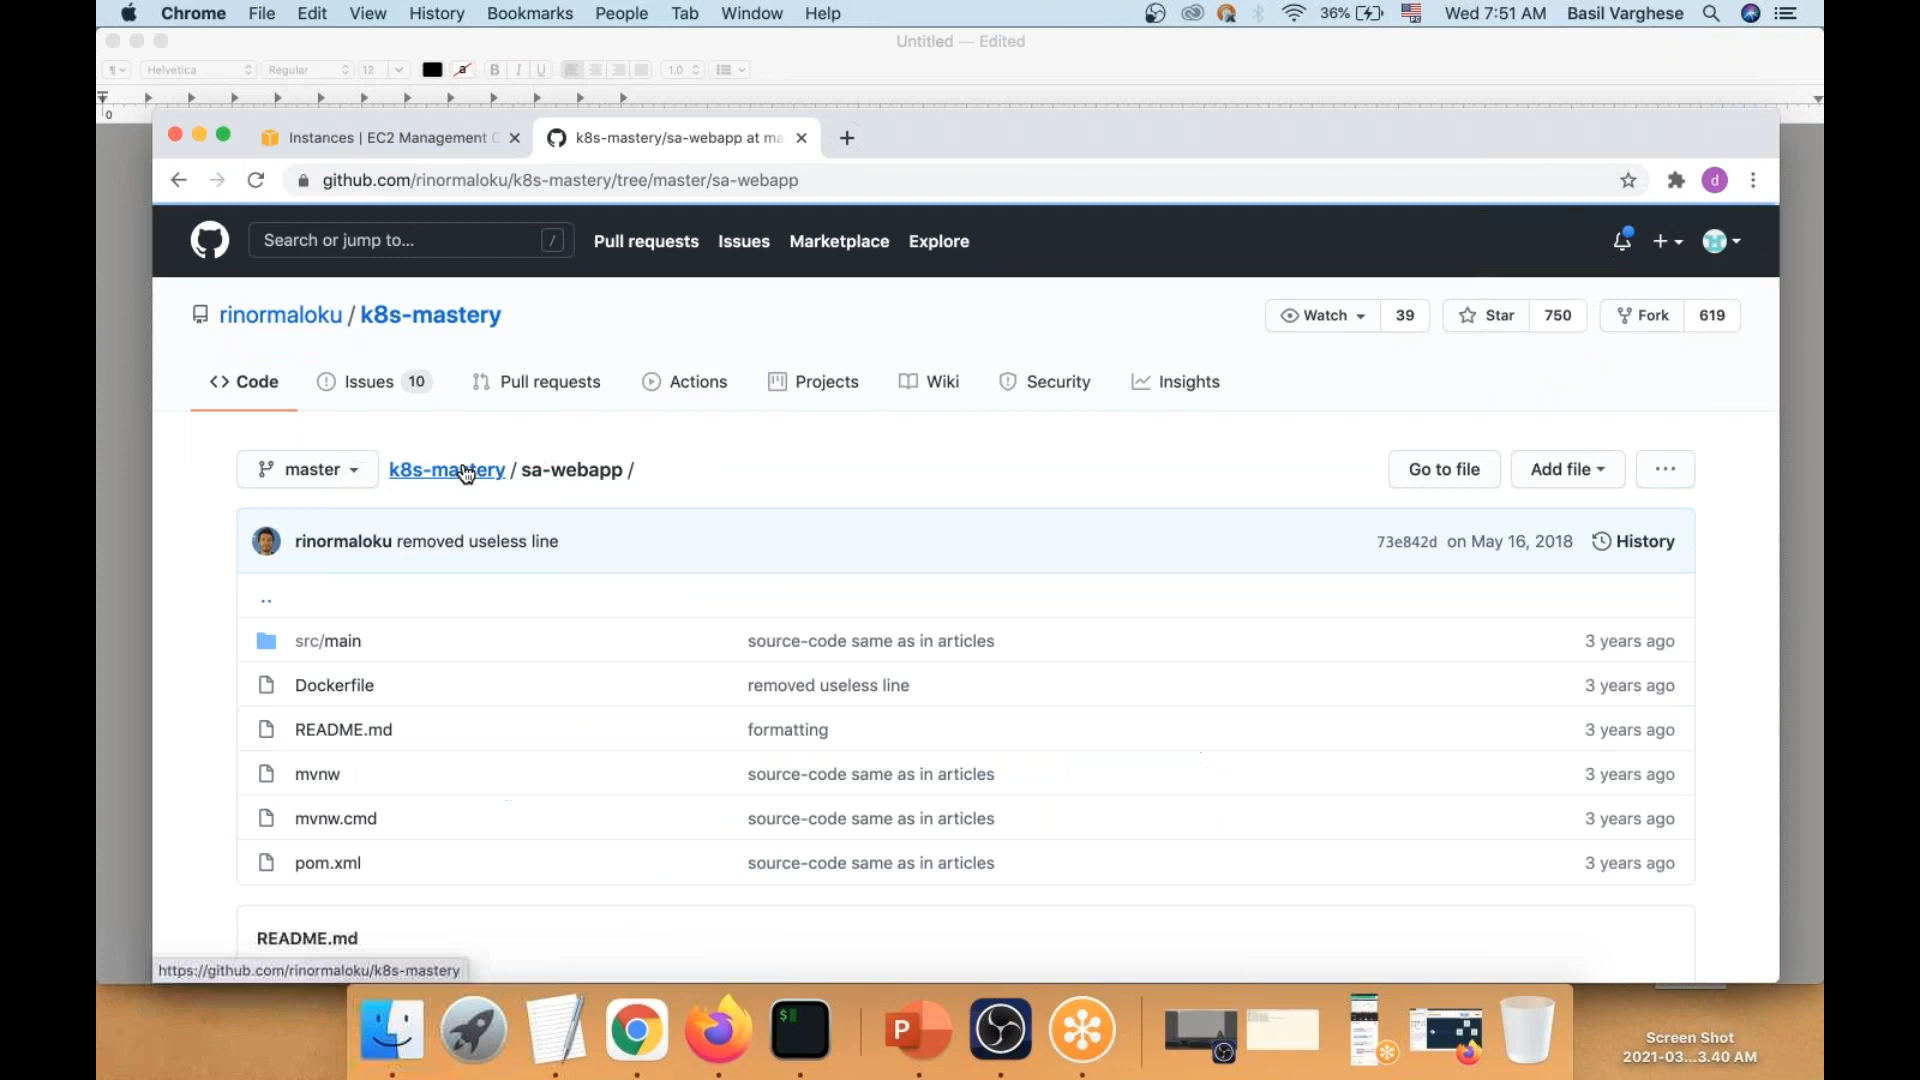 Chrome File Edit View History Bookmarks People Tab Window Help 36% Wed 7:51 AM Basil Varghese
Untitled — Edited
Helvetica Regular 12 a B I U 1.0
0
Instances | EC2 Management
k8s-mastery/sa-webapp at ma
github.com/rinormaloku/k8s-mastery/tree/master/sa-webapp d
Search or jump to... / Pull requests Issues Marketplace Explore
rinormaloku / k8s-mastery Watch 39 Star 750 Fork 619
Code Issues 10 Pull requests Actions Projects Wiki Security Insights
master k8s-mastery / sa-webapp / Go to file Add file ...
rinormaloku removed useless line 73e842d on May 16, 2018 History
..
src/main source-code same as in articles 3 years ago
Dockerfile removed useless line 3 years ago
README.md formatting 3 years ago
mvnw source-code same as in articles 3 years ago
mvnw.cmd source-code same as in articles 3 years ago
pom.xml source-code same as in articles 3 years ago
README.md
https://github.com/rinormaloku/k8s-mastery
$
P
Screen Shot
2021-03...3.40 AM